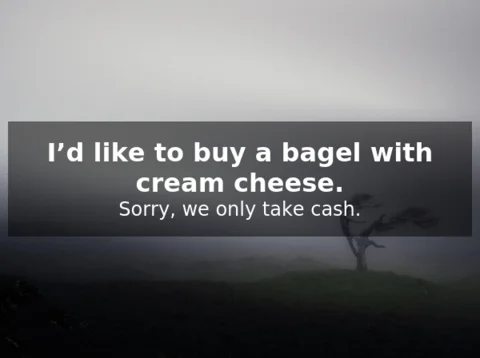 I’d like to buy a bagel with
cream cheese.
Sorry, we only take cash.